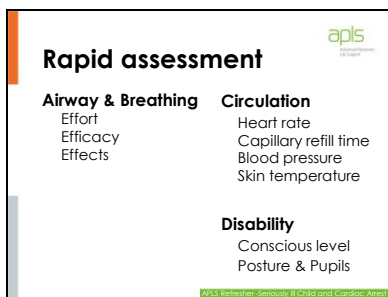 apls
Advanced Paediatric
Life Support
Rapid assessment
Airway & Breathing
Effort
Efficacy
Effects
Circulation
Heart rate
Capillary refill time
Blood pressure
Skin temperature
Disability
Conscious level
Posture & Pupils
APLS Refresher -Seriously Ill Child and Cardiac Arrest